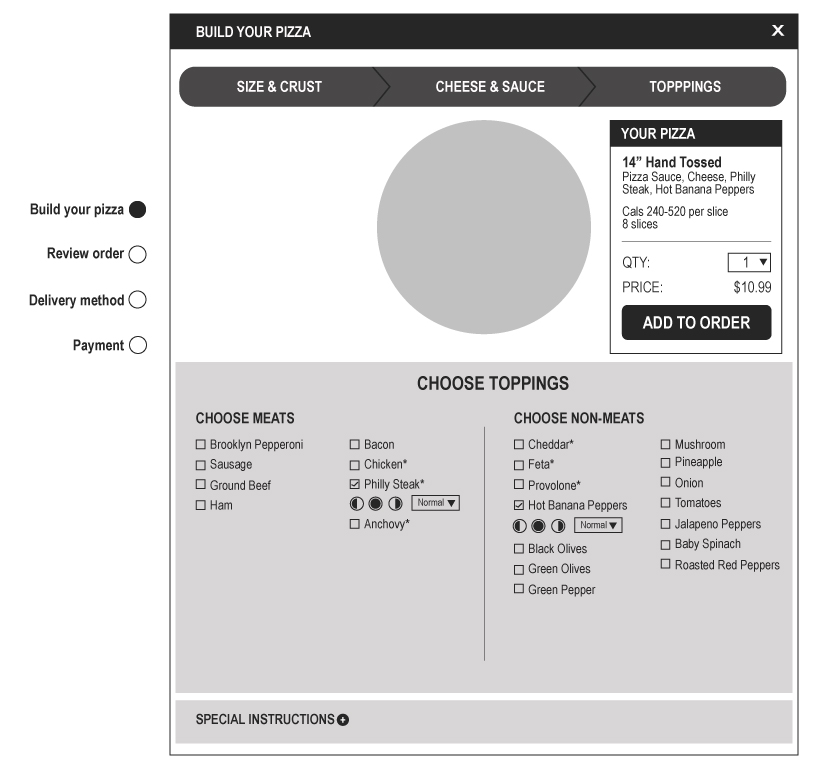 BUILD YOUR PIZZA X
SIZE & CRUST CHEESE & SAUCE TOPPPINGS
Build your pizza
Review order
Delivery method
Payment
YOUR PIZZA
14” Hand Tossed
Pizza Sauce, Cheese, Philly
Steak, Hot Banana Peppers
Cals 240-520 per slice
8 slices
QTY: 1
PRICE: $10.99
ADD TO ORDER
CHOOSE TOPPINGS
CHOOSE MEATS
Brooklyn Pepperoni
Sausage
Ground Beef
Ham
Bacon
Chicken*
Philly Steak*
Normal
Anchovy*
CHOOSE NON-MEATS
Cheddar*
Feta*
Provolone*
Hot Banana Peppers
Normal
Black Olives
Green Olives
Green Pepper
Mushroom
Pineapple
Onion
Tomatoes
Jalapeno Peppers
Baby Spinach
Roasted Red Peppers
SPECIAL INSTRUCTIONS